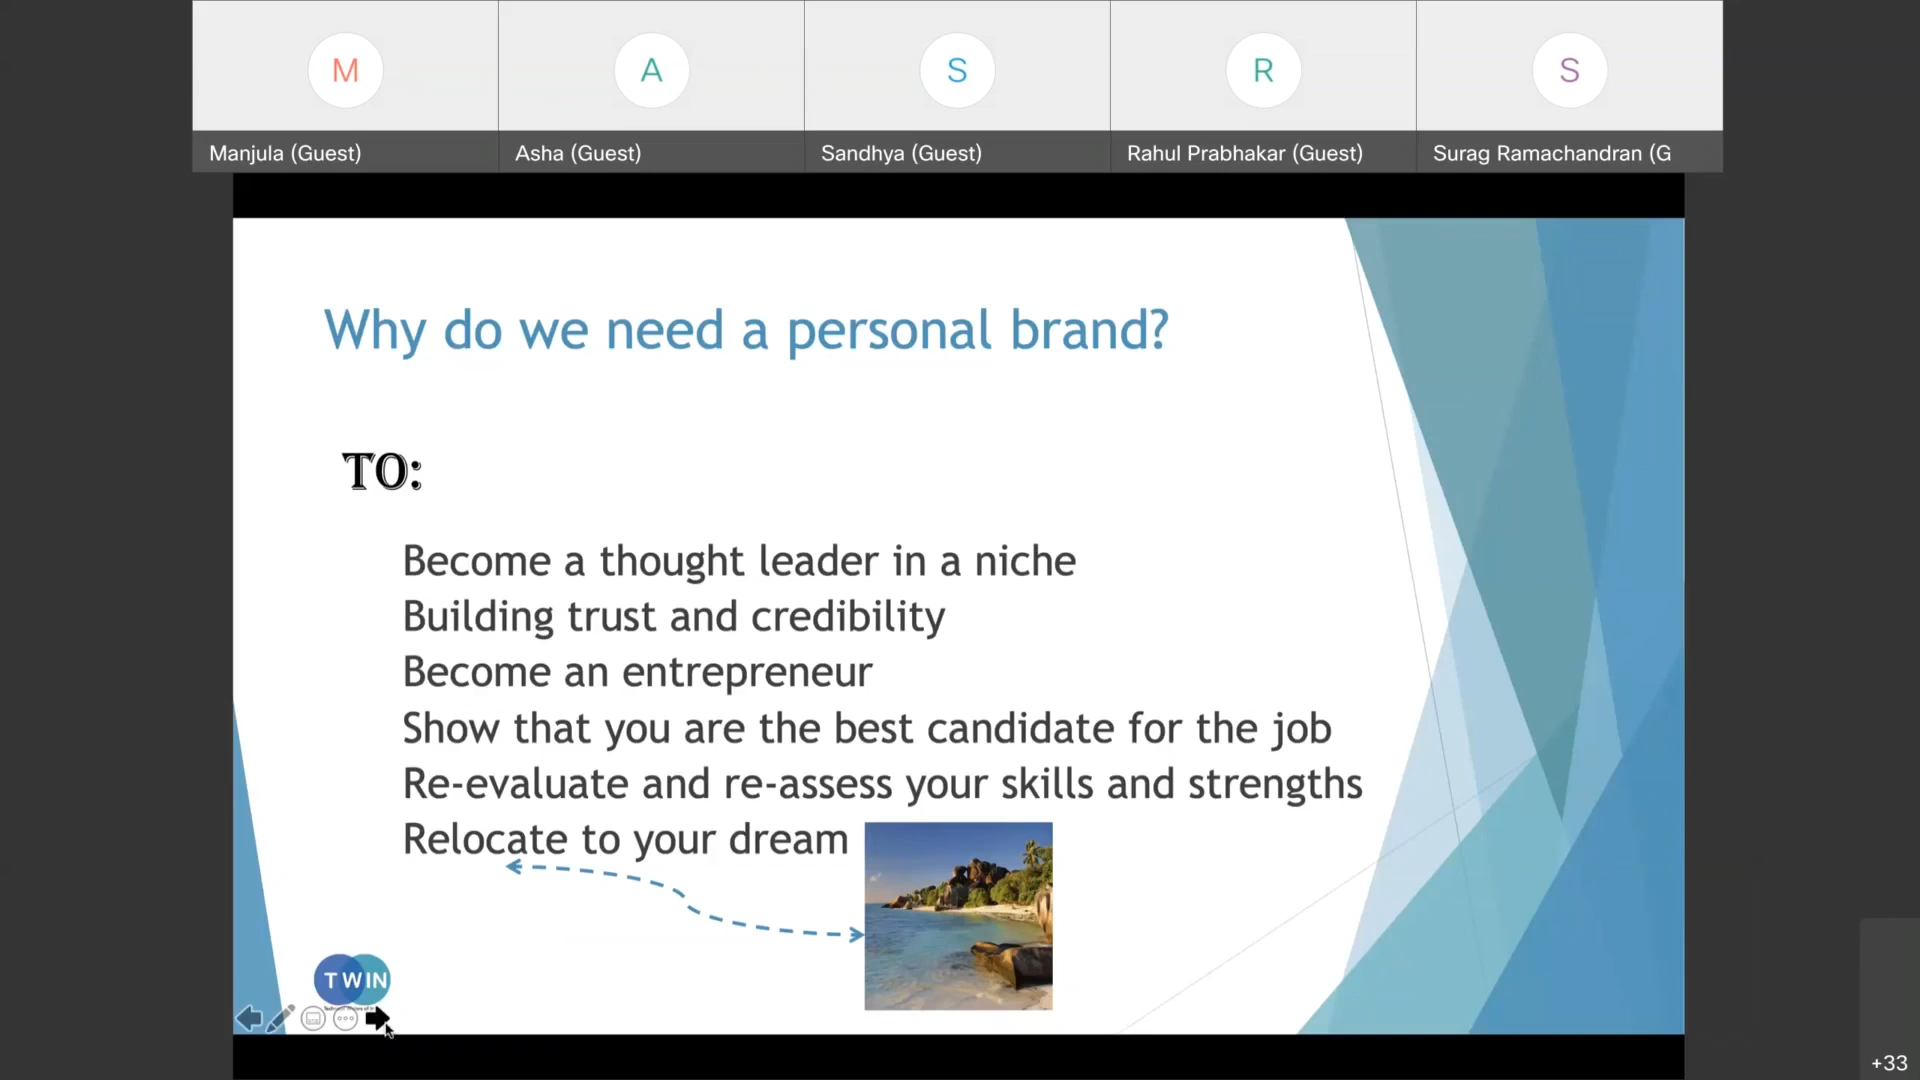 M
A
S
R
S
Manjula (Guest)
Asha (Guest)
Sandhya (Guest)
Rahul Prabhakar (Guest)
Surag Ramachandran (G
Why do we need a personal brand?
TO:
Become a thought leader in a niche
Building trust and credibility
Become an entrepreneur
Show that you are the best candidate for the job
Re-evaluate and re-assess your skills and strengths
Relocate to your dream
TWIN
+33